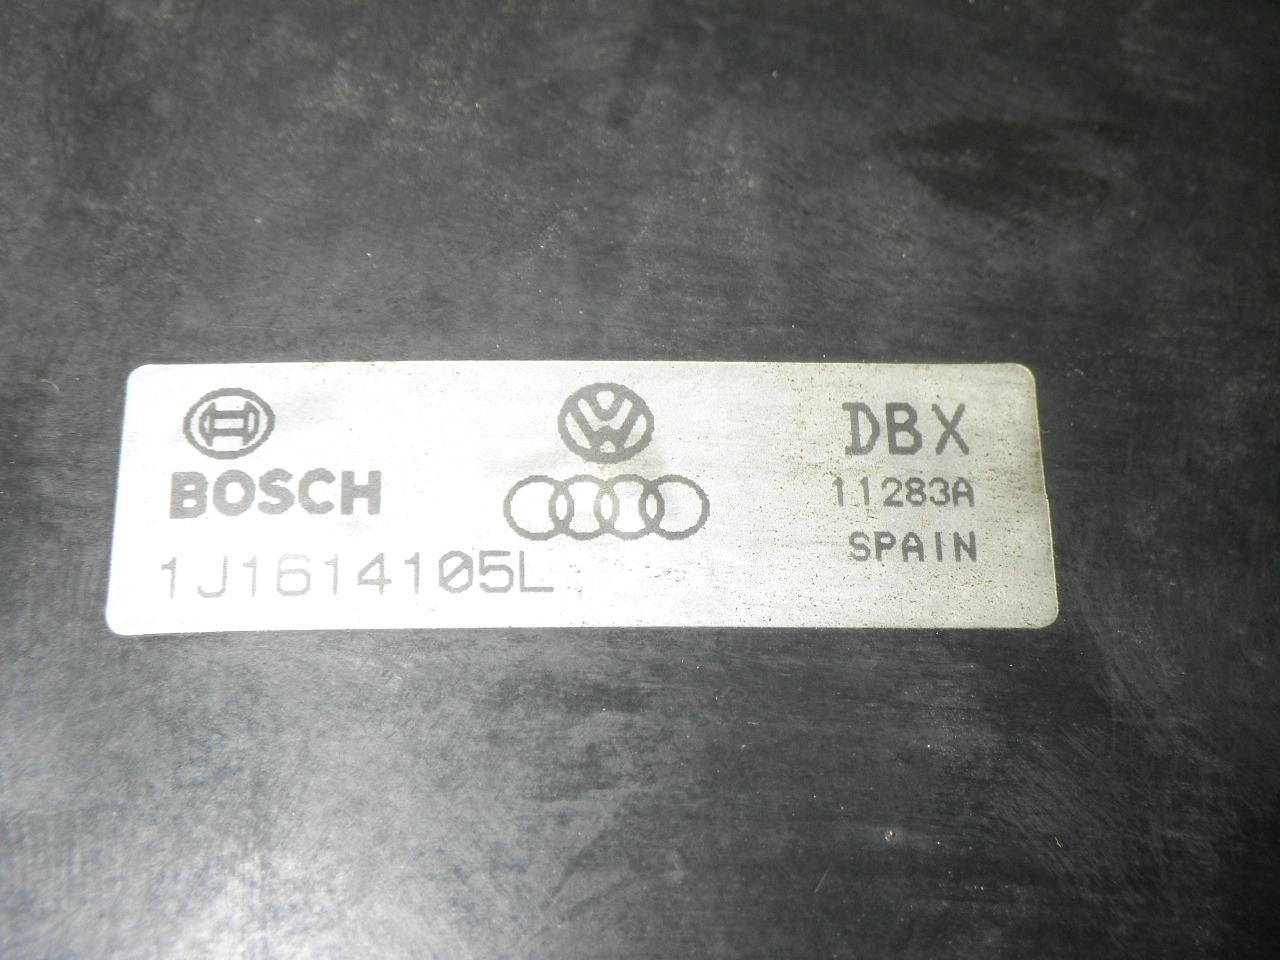 BOSCH
1J1614105L
DBX
11283A
SPAIN